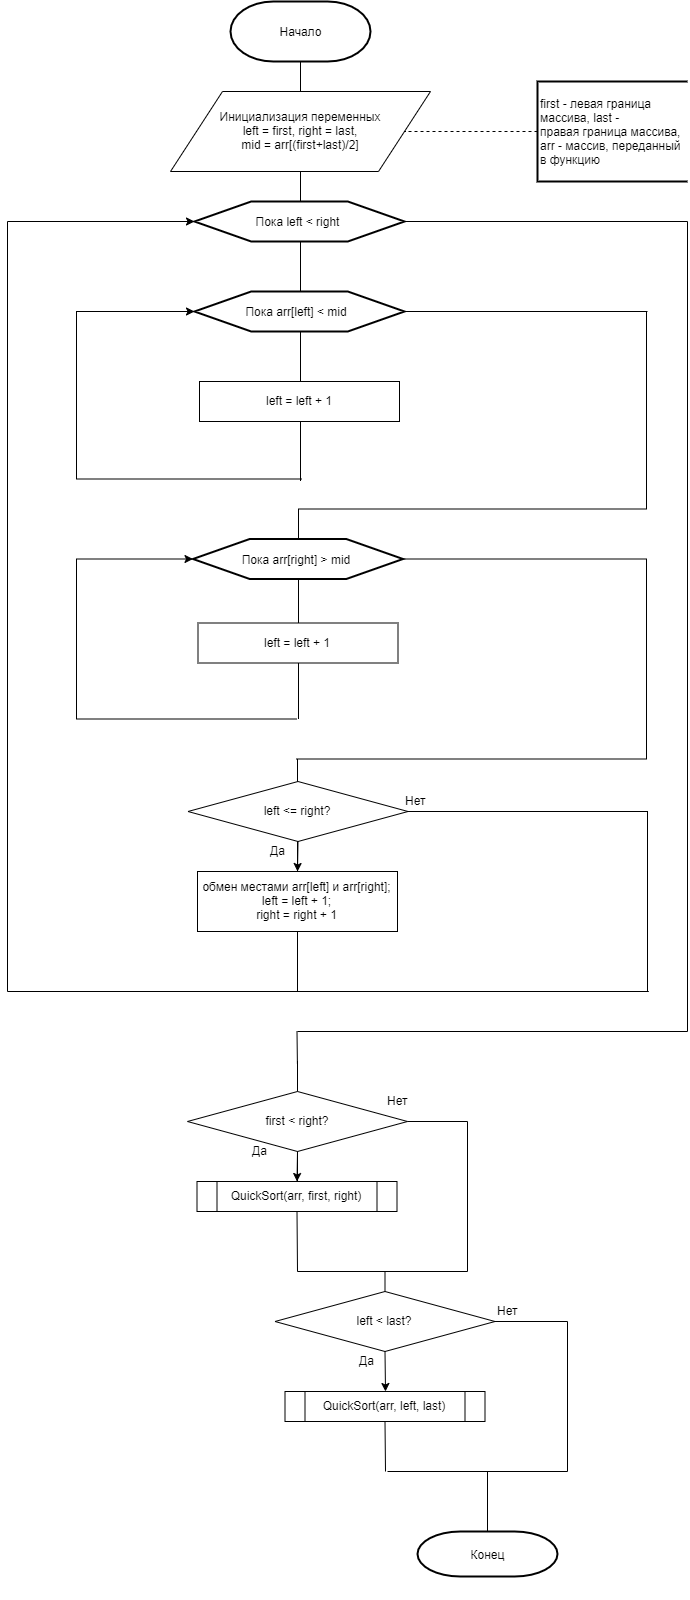 Начало
Инициализация переменных
left = first, right = last,
mid = arr[(first+last)/2]
first - левая граница
массива, last -
правая граница массива,
arr - массив, переданный
в функцию
Пока left < right
Пока arr[left] < mid
left = left + 1
Пока arr[right] > mid
left = left + 1
left <= right?
Нет
Да
обмен местами arr[left] и arr[right];
left = left + 1;
right = right + 1
first < right?
Нет
Да
QuickSort(arr, first, right)
left < last?
Нет
Да
QuickSort(arr, left, last)
Конец